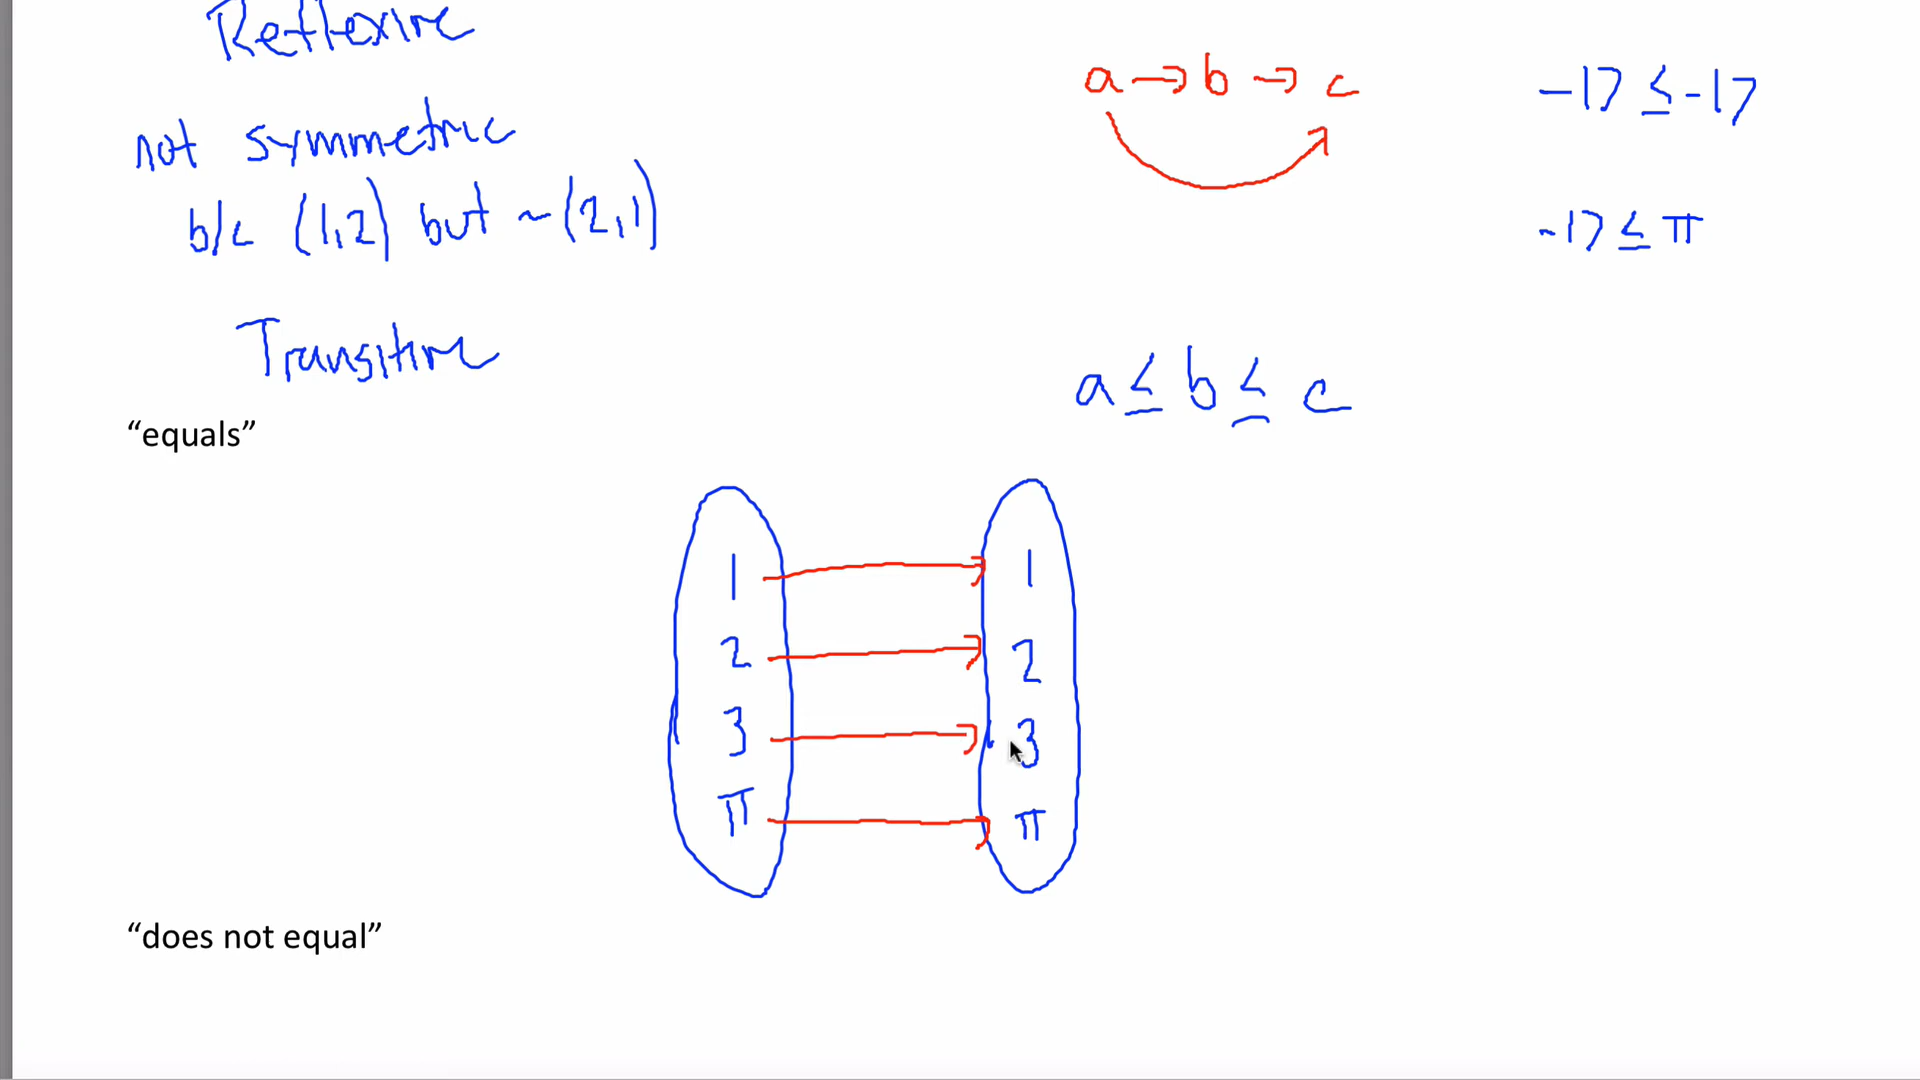 Reflexive
not symmetric
b/c (1,2) but ~(2,1)
Transitive
a → b → c
-17 ≤ -17
-17 ≤ π
a ≤ b ≤ c
“equals”
1 1
2 2
3 3
π π
“does not equal”